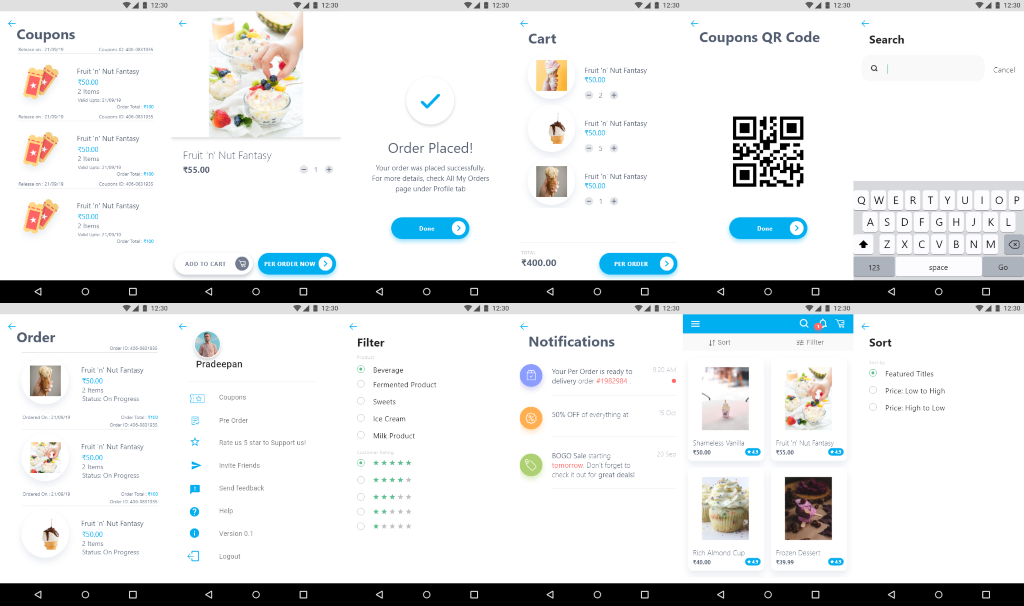 12:30
Coupons
Release on : 21/09/19 Coupons ID: 406-0831935
Fruit 'n' Nut Fantasy
₹50.00
2 Items
Valid upto: 21/09/19
Order Total: ₹100
Release on : 21/09/19 Coupons ID: 406-0831935
Fruit 'n' Nut Fantasy
₹50.00
2 Items
Valid upto: 21/09/19
Order Total : ₹100
Release on : 21/09/19 Coupons ID: 406-0831935
Fruit 'n' Nut Fantasy
₹50.00
2 Items
Valid upto: 21/09/19
Order Total : ₹100
12:30
Fruit 'n' Nut Fantasy
₹55.00
1
ADD TO CART
PER ORDER NOW
12:30
Order Placed!
Your order was placed successfully.
For more details, check All My Orders
page under Profile tab
Done
12:30
Cart
Fruit 'n' Nut Fantasy
₹50.00
2
Fruit 'n' Nut Fantasy
₹50.00
5
Fruit 'n' Nut Fantasy
₹50.00
1
TOTAL
₹400.00
PER ORDER
12:30
Coupons QR Code
Done
12:30
Search
Cancel
Q W E R T Y U I O P
A S D F G H J K L
Z X C V B N M
123 space Go
12:30
Order
Order ID: 406-0831935
Fruit 'n' Nut Fantasy
₹50.00
2 Items
Status: On Progress
Ordered On : 21/09/19 Order Total : ₹100
Order ID: 406-0831935
Fruit 'n' Nut Fantasy
₹50.00
2 Items
Status: On Progress
Ordered On : 21/09/19 Order Total : ₹100
Order ID: 406-0831935
Fruit 'n' Nut Fantasy
₹50.00
2 Items
Status: On Progress
12:30
Pradeepan
Coupons
Pre Order
Rate us 5 star to Support us!
Invite Friends
Send feedback
Help
Version 0.1
Logout
12:30
Filter
Product
Beverage
Fermented Product
Sweets
Ice Cream
Milk Product
Customer Rating
12:30
Notifications
Your Per Order is ready to
delivery order #1982984 .
9:20 AM
50% OFF of everything at
15 Oct
BOGO Sale starting
tomorrow. Don't forget to
check it out for great deals!
20 Sep
12:30
Sort
Fillter
Shameless Vanilla
₹50.00
4.5
Fruit 'n' Nut Fantasy
₹55.00
4.5
Rich Almond Cup
₹40.00
4.5
Frozen Dessert
₹39.99
4.5
12:30
Sort
Featured Titles
Price: Low to High
Price: High to Low